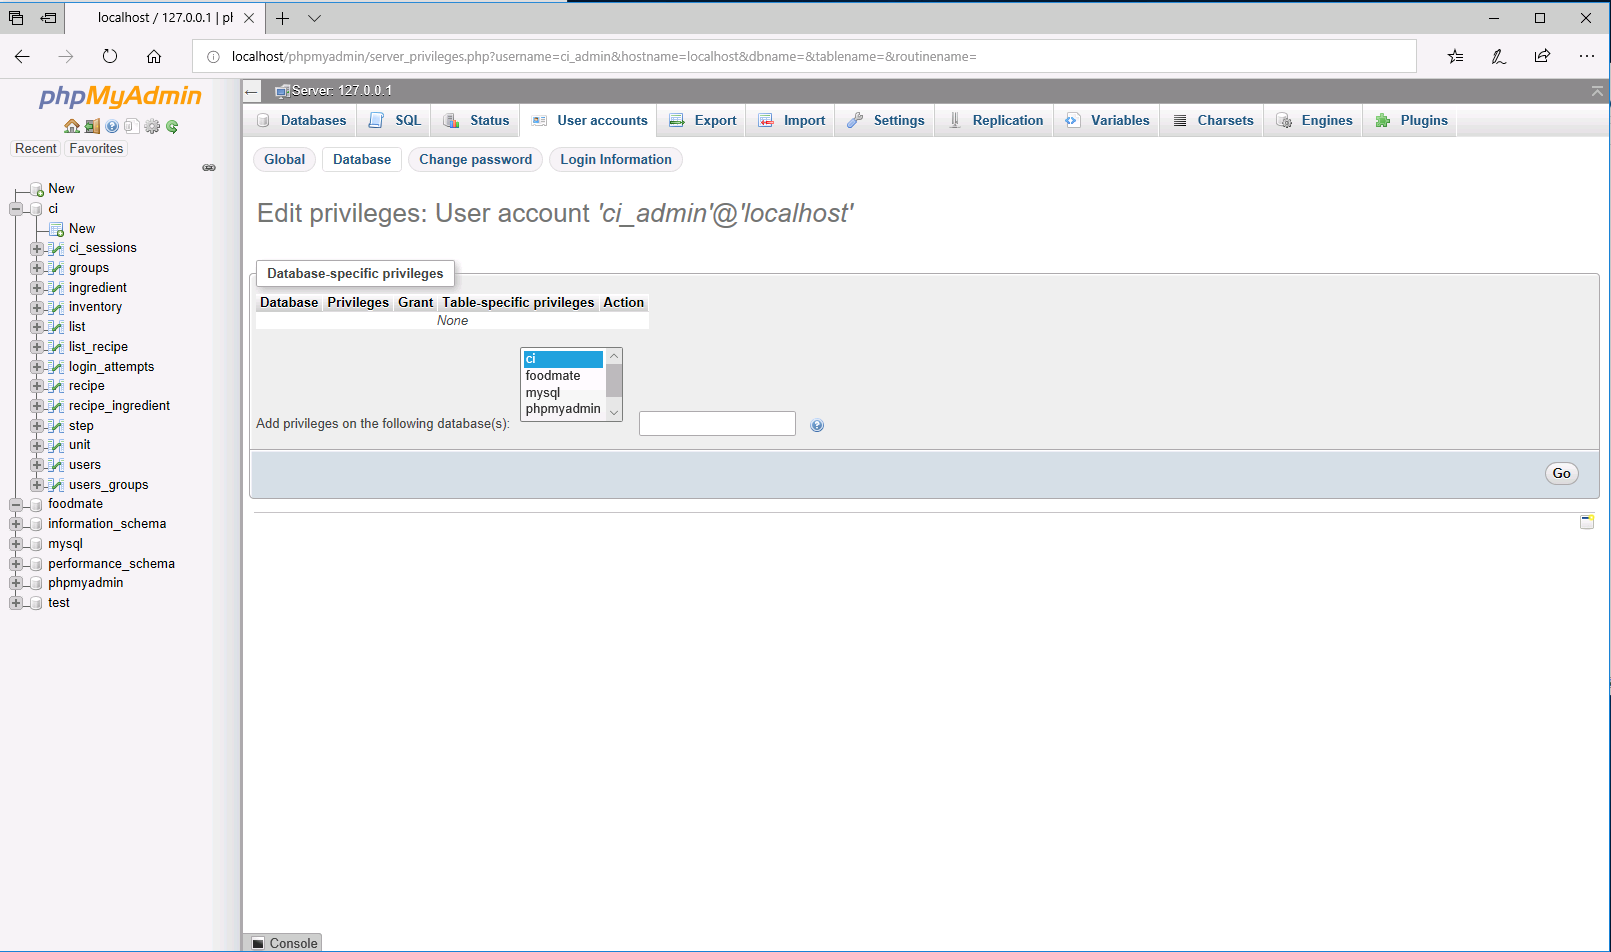 localhost / 127.0.0.1 | pl
localhost/phpmyadmin/server_privileges.php?username=ci_admin&hostname=localhost&dbname=&tablename=&routinename=
phpMyAdmin
Recent Favorites
New
ci
New
ci_sessions
groups
ingredient
inventory
list
list_recipe
login_attempts
recipe
recipe_ingredient
step
unit
users
users_groups
foodmate
information_schema
mysql
performance_schema
phpmyadmin
test
Server: 127.0.0.1
Databases SQL Status User accounts Export Import Settings Replication Variables Charsets Engines Plugins
Global Database Change password Login Information
Edit privileges: User account 'ci_admin'@'localhost'
Database-specific privileges
Database Privileges Grant Table-specific privileges Action
None
ci
foodmate
mysql
phpmyadmin
Add privileges on the following database(s):
Go
Console